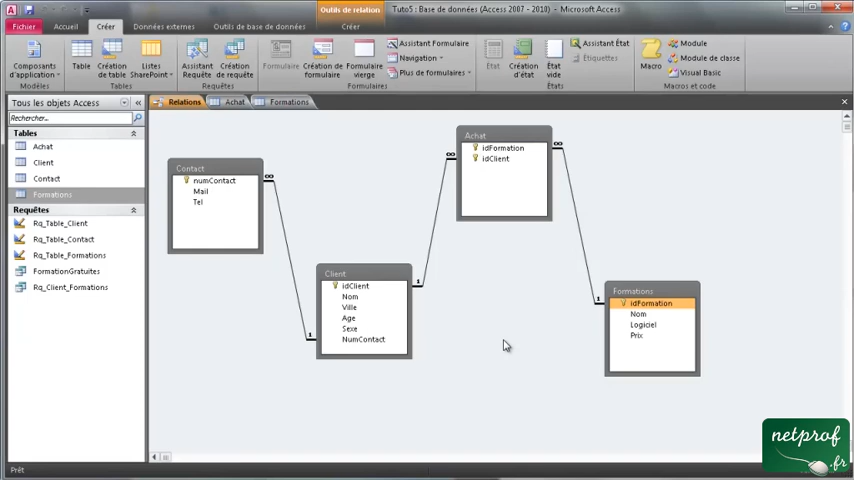 Outils de relation
Tuto5 : Base de données (Access 2007 - 2010) - Microsoft Access
Fichier
Accueil
Créer
Données externes
Outils de base de données
Créer
Composants d'application
Modèles
Table
Création de table
Listes SharePoint
Tables
Assistant Requête
Création de requête
Requêtes
Formulaire
Création de formulaire
Formulaire vierge
Assistant Formulaire
Navigation
Plus de formulaires
Formulaires
État
Création d'état
État vide
Assistant État
Étiquettes
États
Macro
Module
Module de classe
Visual Basic
Macros et code
Tous les objets Access
Rechercher...
Tables
Achat
Client
Contact
Formations
Requêtes
Rq_Table_Client
Rq_Table_Contact
Rq_Table_Formations
FormationGratuites
Rq_Client_Formations
Relations
Achat
Formations
Contact
numContact
Mail
Tel
∞
1
Client
idClient
Nom
Ville
Age
Sexe
NumContact
1
∞
Achat
idFormation
idClient
∞
1
Formations
idFormation
Nom
Logiciel
Prix
Prêt
netprof
.fr